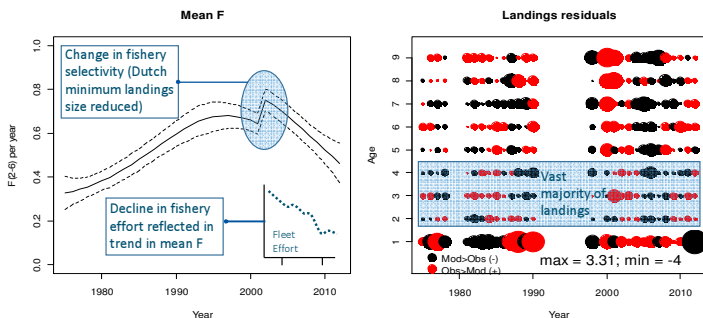 Mean F
Change in fishery
selectivity (Dutch
minimum landings
size reduced)
Decline in fishery
effort reflected in
trend in mean F
Fleet
Effort
F(2-6) per year
0.0
0.2
0.4
0.6
0.8
1.0
1980
1990
2000
2010
Year
Landings residuals
Vast
majority of
landings
Age
9
8
7
6
5
4
3
2
1
Mod>Obs (-)
Obs>Mod (+)
max = 3.31; min = -4
1980
1990
2000
2010
Year